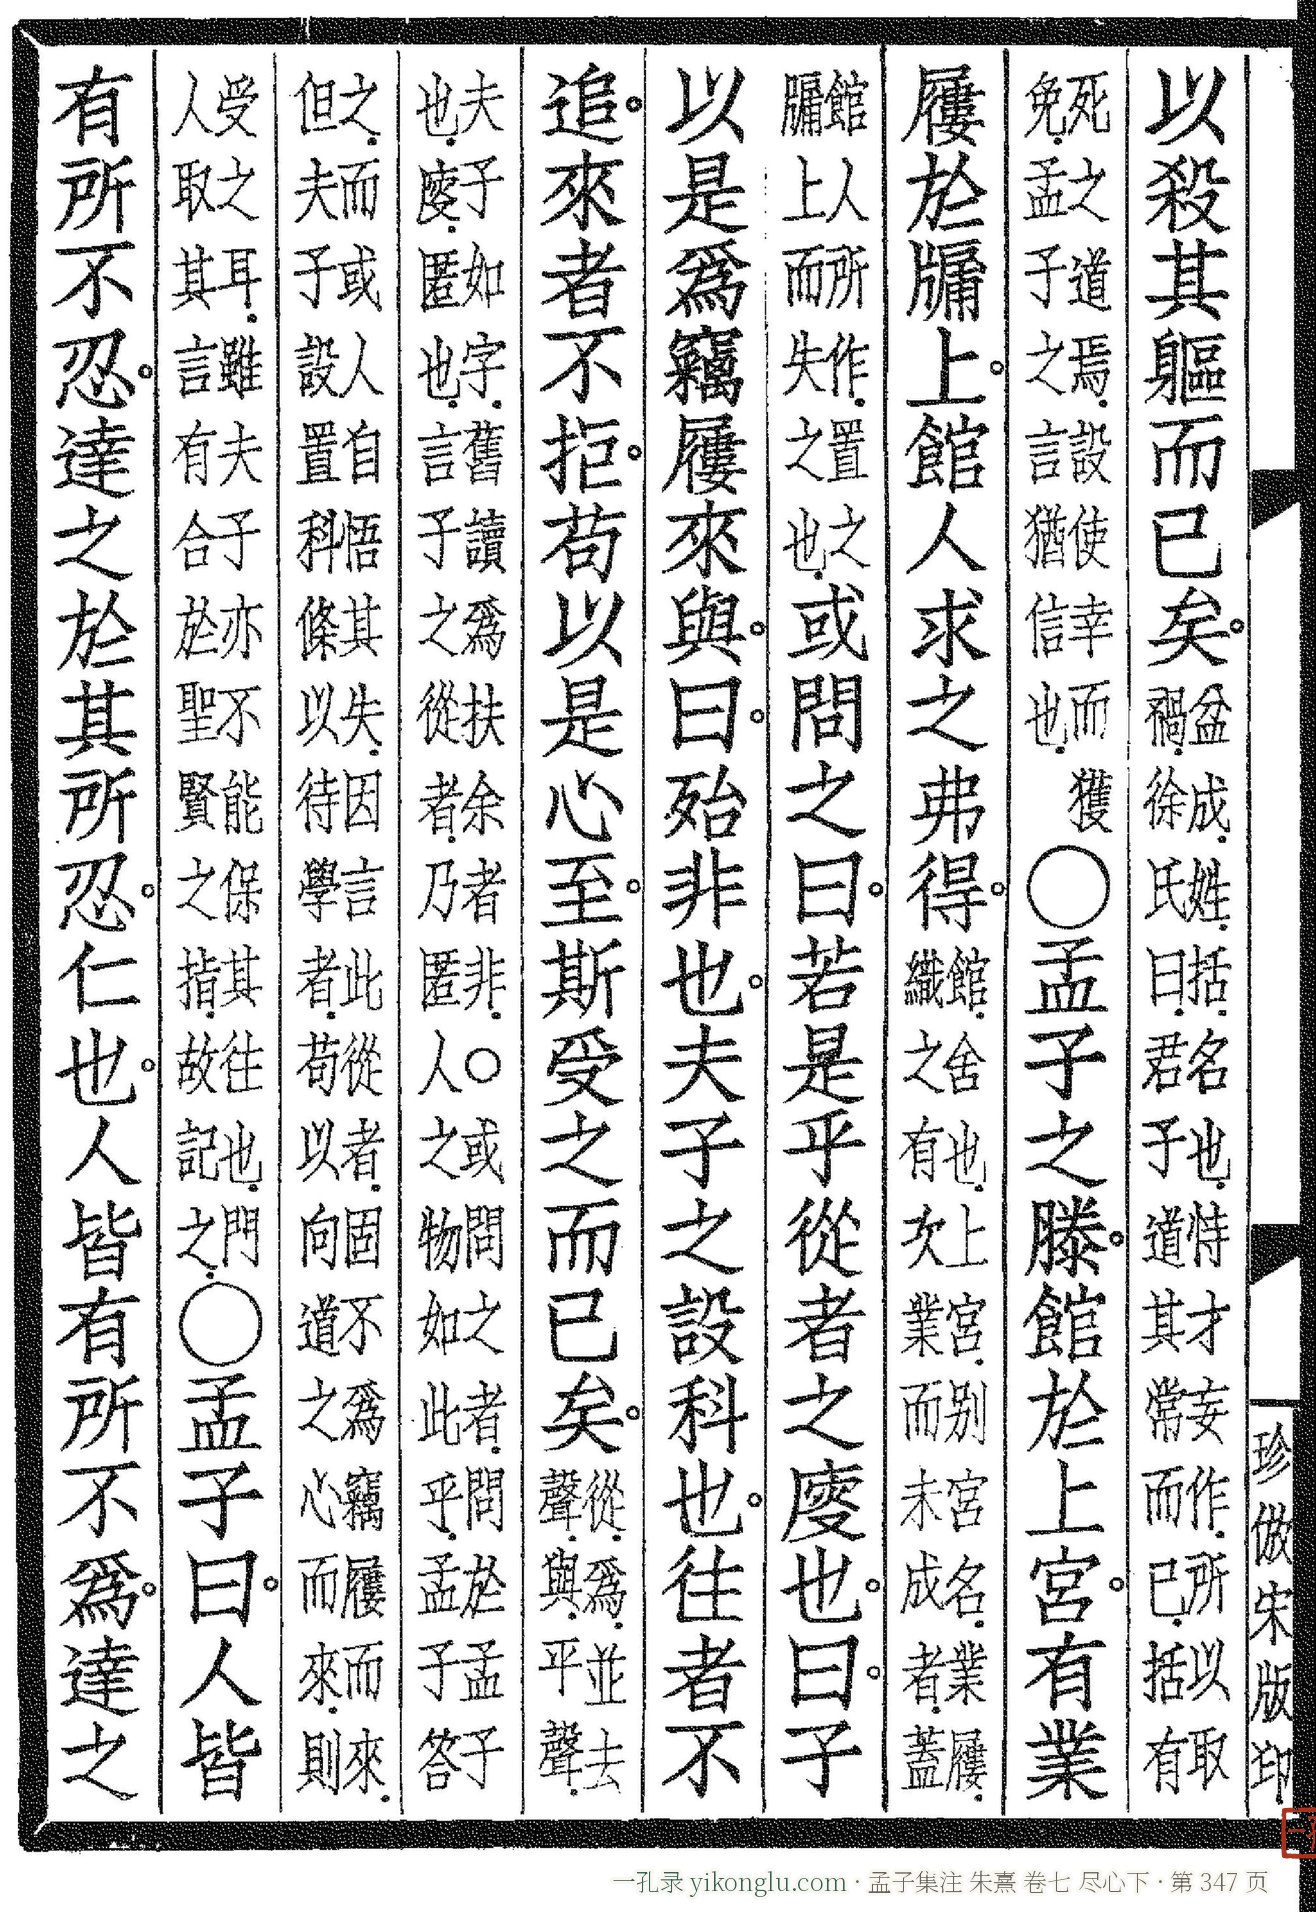 以殺其軀而已矣。盆成．姓．括．名也．恃才妄作．所以取禍．徐氏曰．君子道其常而已．括有
死之道焉．設使幸而獲免．孟子之言猶信也．○孟子之滕。館於上宮。有業
屨於牖上。館人求之弗得。館．舍也．上宮．别宮名．業屨．織之有次業而未成者．蓋
館人所作．置之牖上而失之也．或問之曰。若是乎從者之廋也。曰。子
以是爲竊屨來與。曰。殆非也。夫子之設科也。往者不
追。來者不拒。苟以是心至。斯受之而已矣。從．爲．並去聲．與．平聲．
夫子如字．舊讀爲扶余者非．○或問之者．問於孟子也．廋．匿也．言子之從者．乃匿人之物如此乎．孟子答
之．而或人自悟其失．因言此從者．固不爲竊屨而來．但夫子設置科條．以待學者．苟以向道之心而來．則
受之耳．雖夫子亦不能保其往也．門人取其言有合於聖賢之指．故記之．○孟子曰。人皆
有所不忍。達之於其所忍。仁也。人皆有所不爲。達之
珍倣宋版印
一孔录 yikonglu.com · 孟子集注 朱熹 卷七 尽心下 · 第 347 页